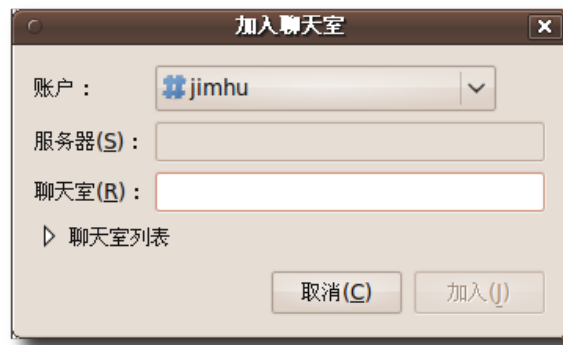 加入聊天室
账户：
jimhu
服务器(S)：
聊天室(R)：
聊天室列表
取消(C)
加入(J)